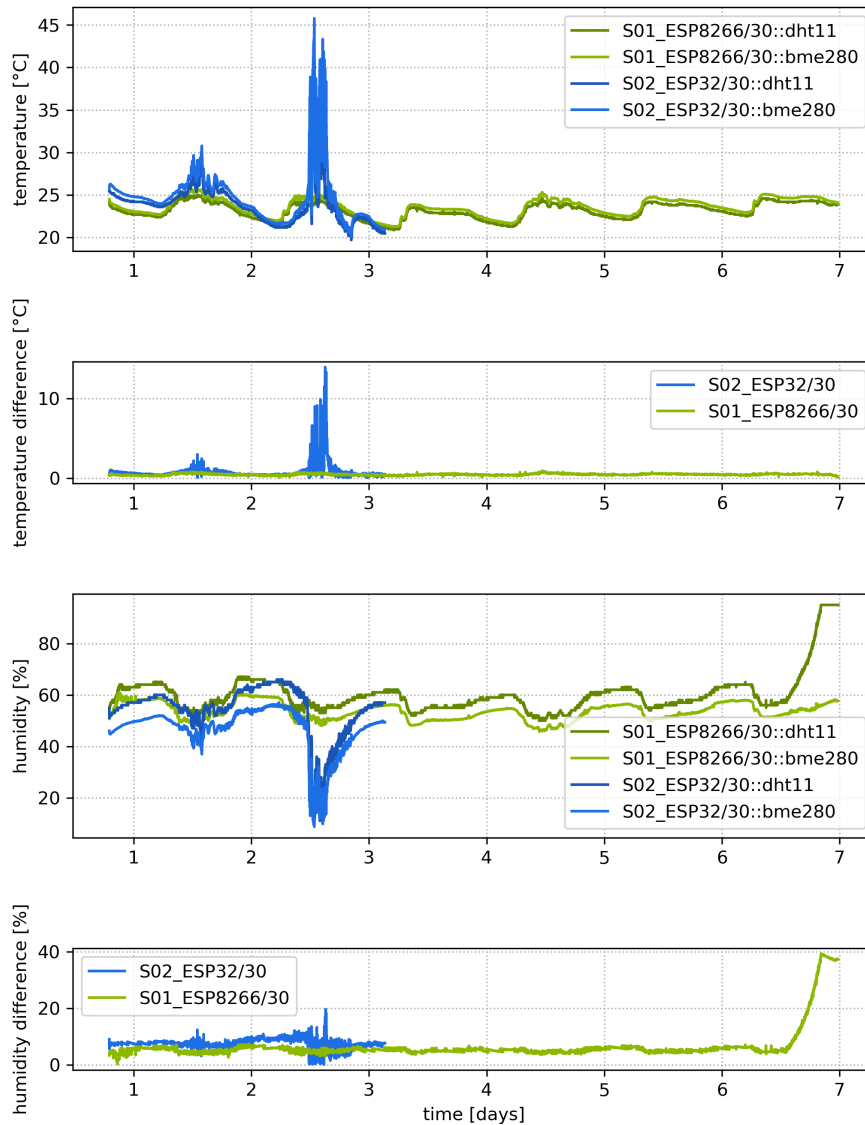 temperature [°C]
45
40
35
30
25
20
S01_ESP8266/30::dht11
S01_ESP8266/30::bme280
S02_ESP32/30::dht11
S02_ESP32/30::bme280
1 2 3 4 5 6 7
temperature difference [°C]
10
0
S02_ESP32/30
S01_ESP8266/30
1 2 3 4 5 6 7
humidity [%]
80
60
40
20
S01_ESP8266/30::dht11
S01_ESP8266/30::bme280
S02_ESP32/30::dht11
S02_ESP32/30::bme280
1 2 3 4 5 6 7
humidity difference [%]
40
20
0
S02_ESP32/30
S01_ESP8266/30
1 2 3 4 5 6 7
time [days]